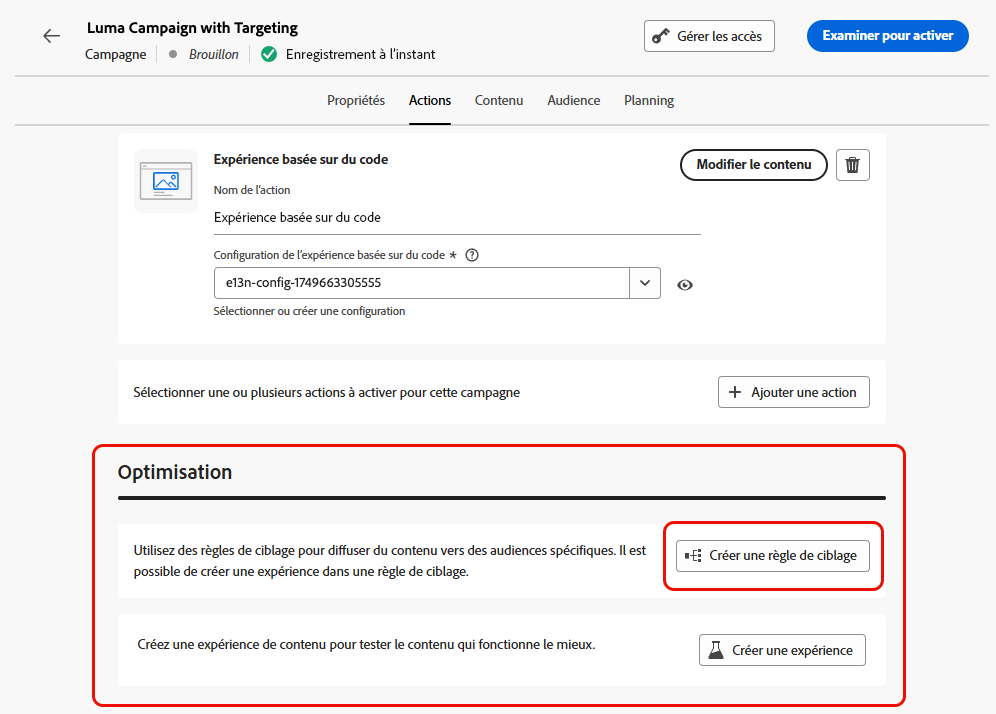 Luma Campaign with Targeting
Campagne
Brouillon
Enregistrement à l’instant
Gérer les accès
Examiner pour activer
Propriétés
Actions
Contenu
Audience
Planning
Expérience basée sur du code
Modifier le contenu
Nom de l’action
Expérience basée sur du code
Configuration de l’expérience basée sur du code *
e13n-config-1749663305555
Sélectionner ou créer une configuration
Sélectionner une ou plusieurs actions à activer pour cette campagne
Ajouter une action
Optimisation
Utilisez des règles de ciblage pour diffuser du contenu vers des audiences spécifiques. Il est
possible de créer une expérience dans une règle de ciblage.
Créer une règle de ciblage
Créez une expérience de contenu pour tester le contenu qui fonctionne le mieux.
Créer une expérience